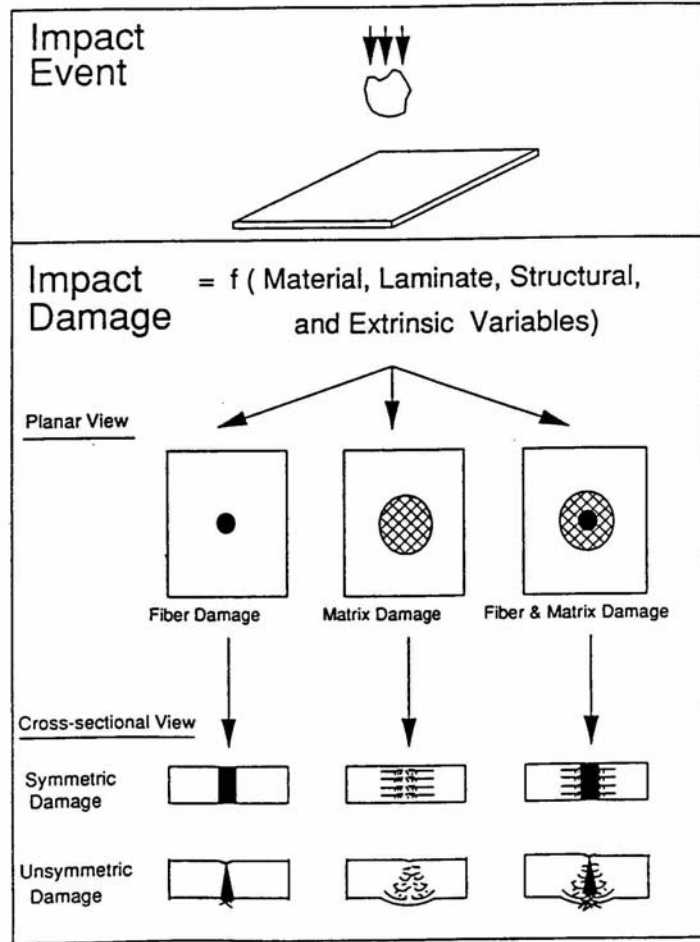 Impact
Event
Impact
Damage
= f ( Material, Laminate, Structural,
and Extrinsic Variables)
Planar View
Fiber Damage
Matrix Damage
Fiber & Matrix Damage
Cross-sectional View
Symmetric
Damage
Unsymmetric
Damage